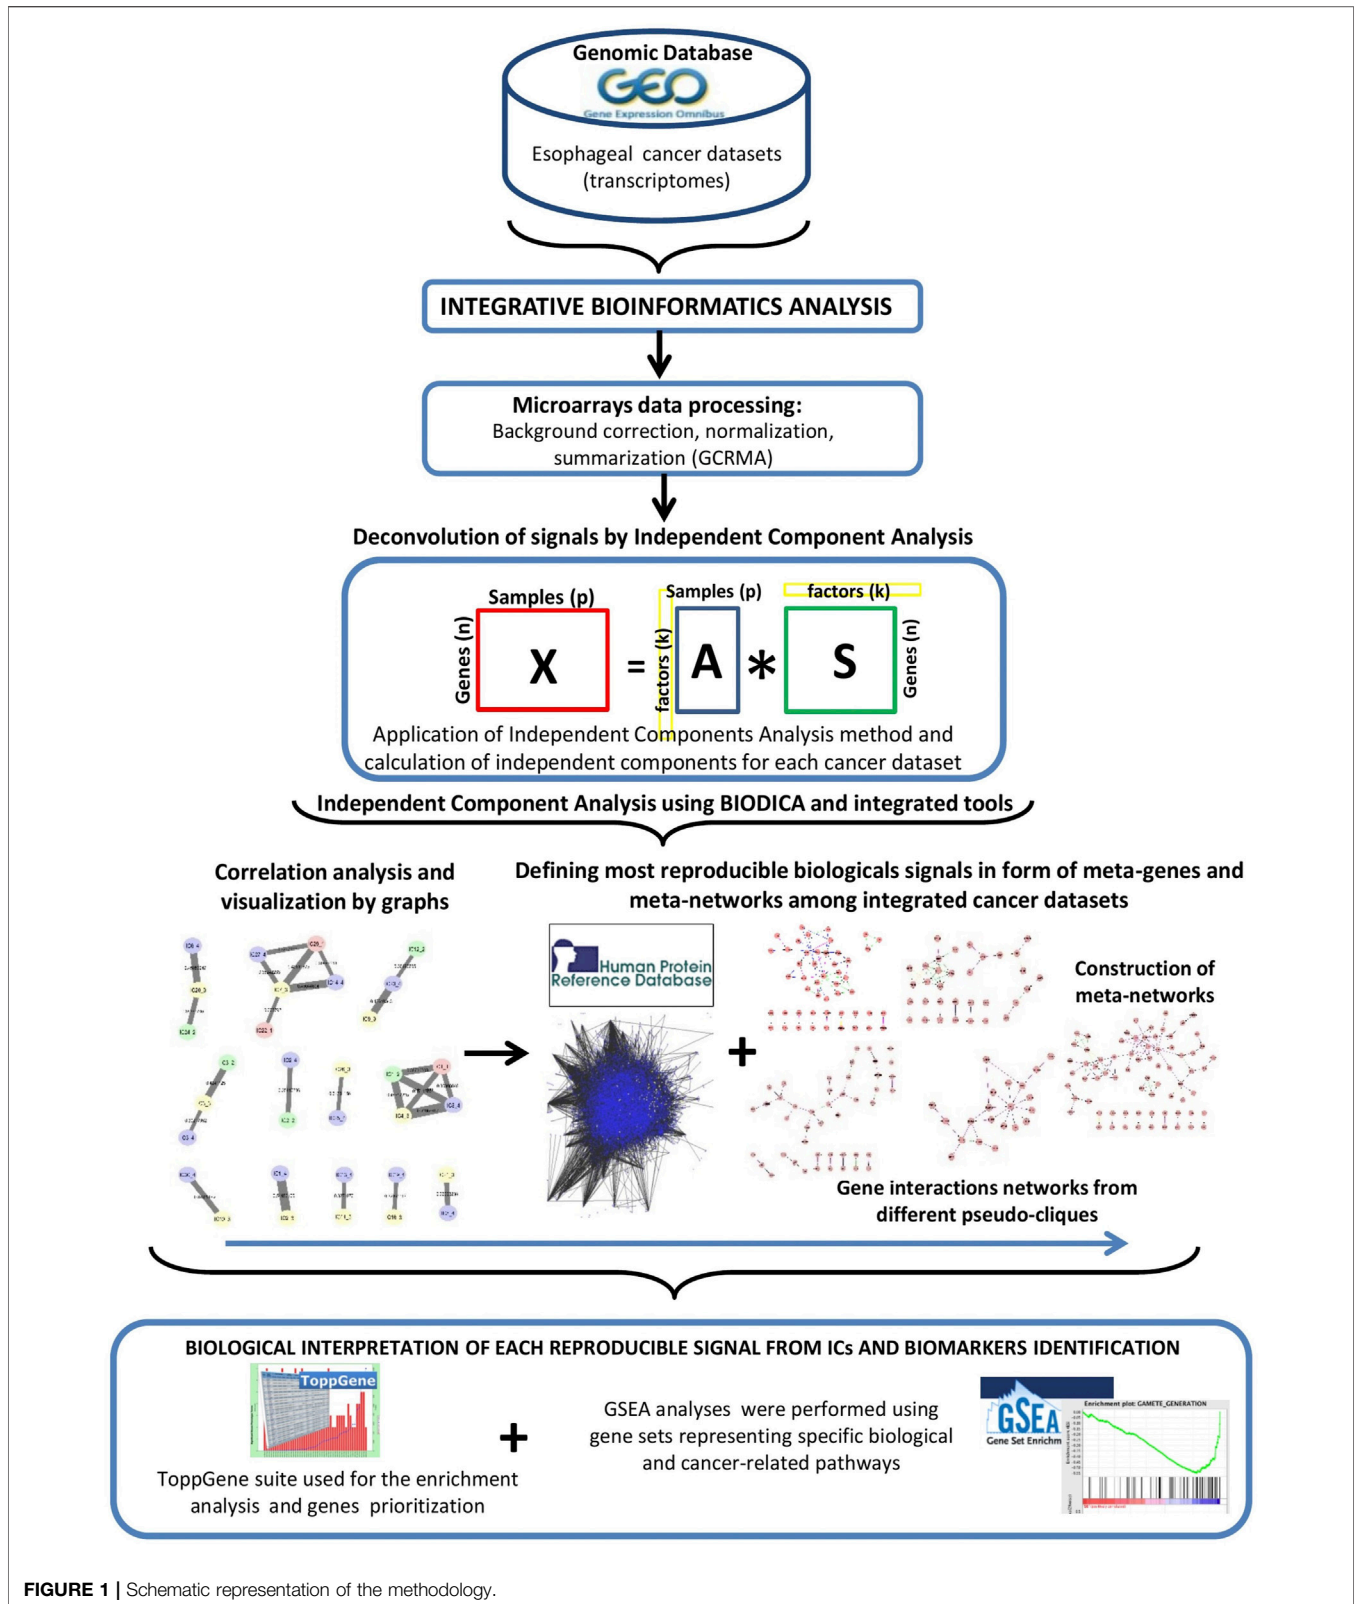 Genomic Database
GEO
Gene Expression Omnibus
Esophageal cancer datasets
(transcriptomes)
INTEGRATIVE BIOINFORMATICS ANALYSIS
Microarrays data processing:
Background correction, normalization,
summarization (GCRMA)
Deconvolution of signals by Independent Component Analysis
Samples (p)
Genes (n)
X
=
Samples (p)
factors (k)
A
*
factors (k)
S
Genes (n)
Application of Independent Components Analysis method and
calculation of independent components for each cancer dataset
Independent Component Analysis using BIODICA and integrated tools
Correlation analysis and
visualization by graphs
Defining most reproducible biologicals signals in form of meta-genes and
meta-networks among integrated cancer datasets
Human Protein
Reference Database
+
Construction of
meta-networks
Gene interactions networks from
different pseudo-cliques
BIOLOGICAL INTERPRETATION OF EACH REPRODUCIBLE SIGNAL FROM ICs AND BIOMARKERS IDENTIFICATION
ToppGene
ToppGene suite used for the enrichment
analysis and genes prioritization
+
GSEA analyses were performed using
gene sets representing specific biological
and cancer-related pathways
GSEA
Gene Set Enrichm
Enrichment plot: GAMETE_GENERATION
FIGURE 1 | Schematic representation of the methodology.